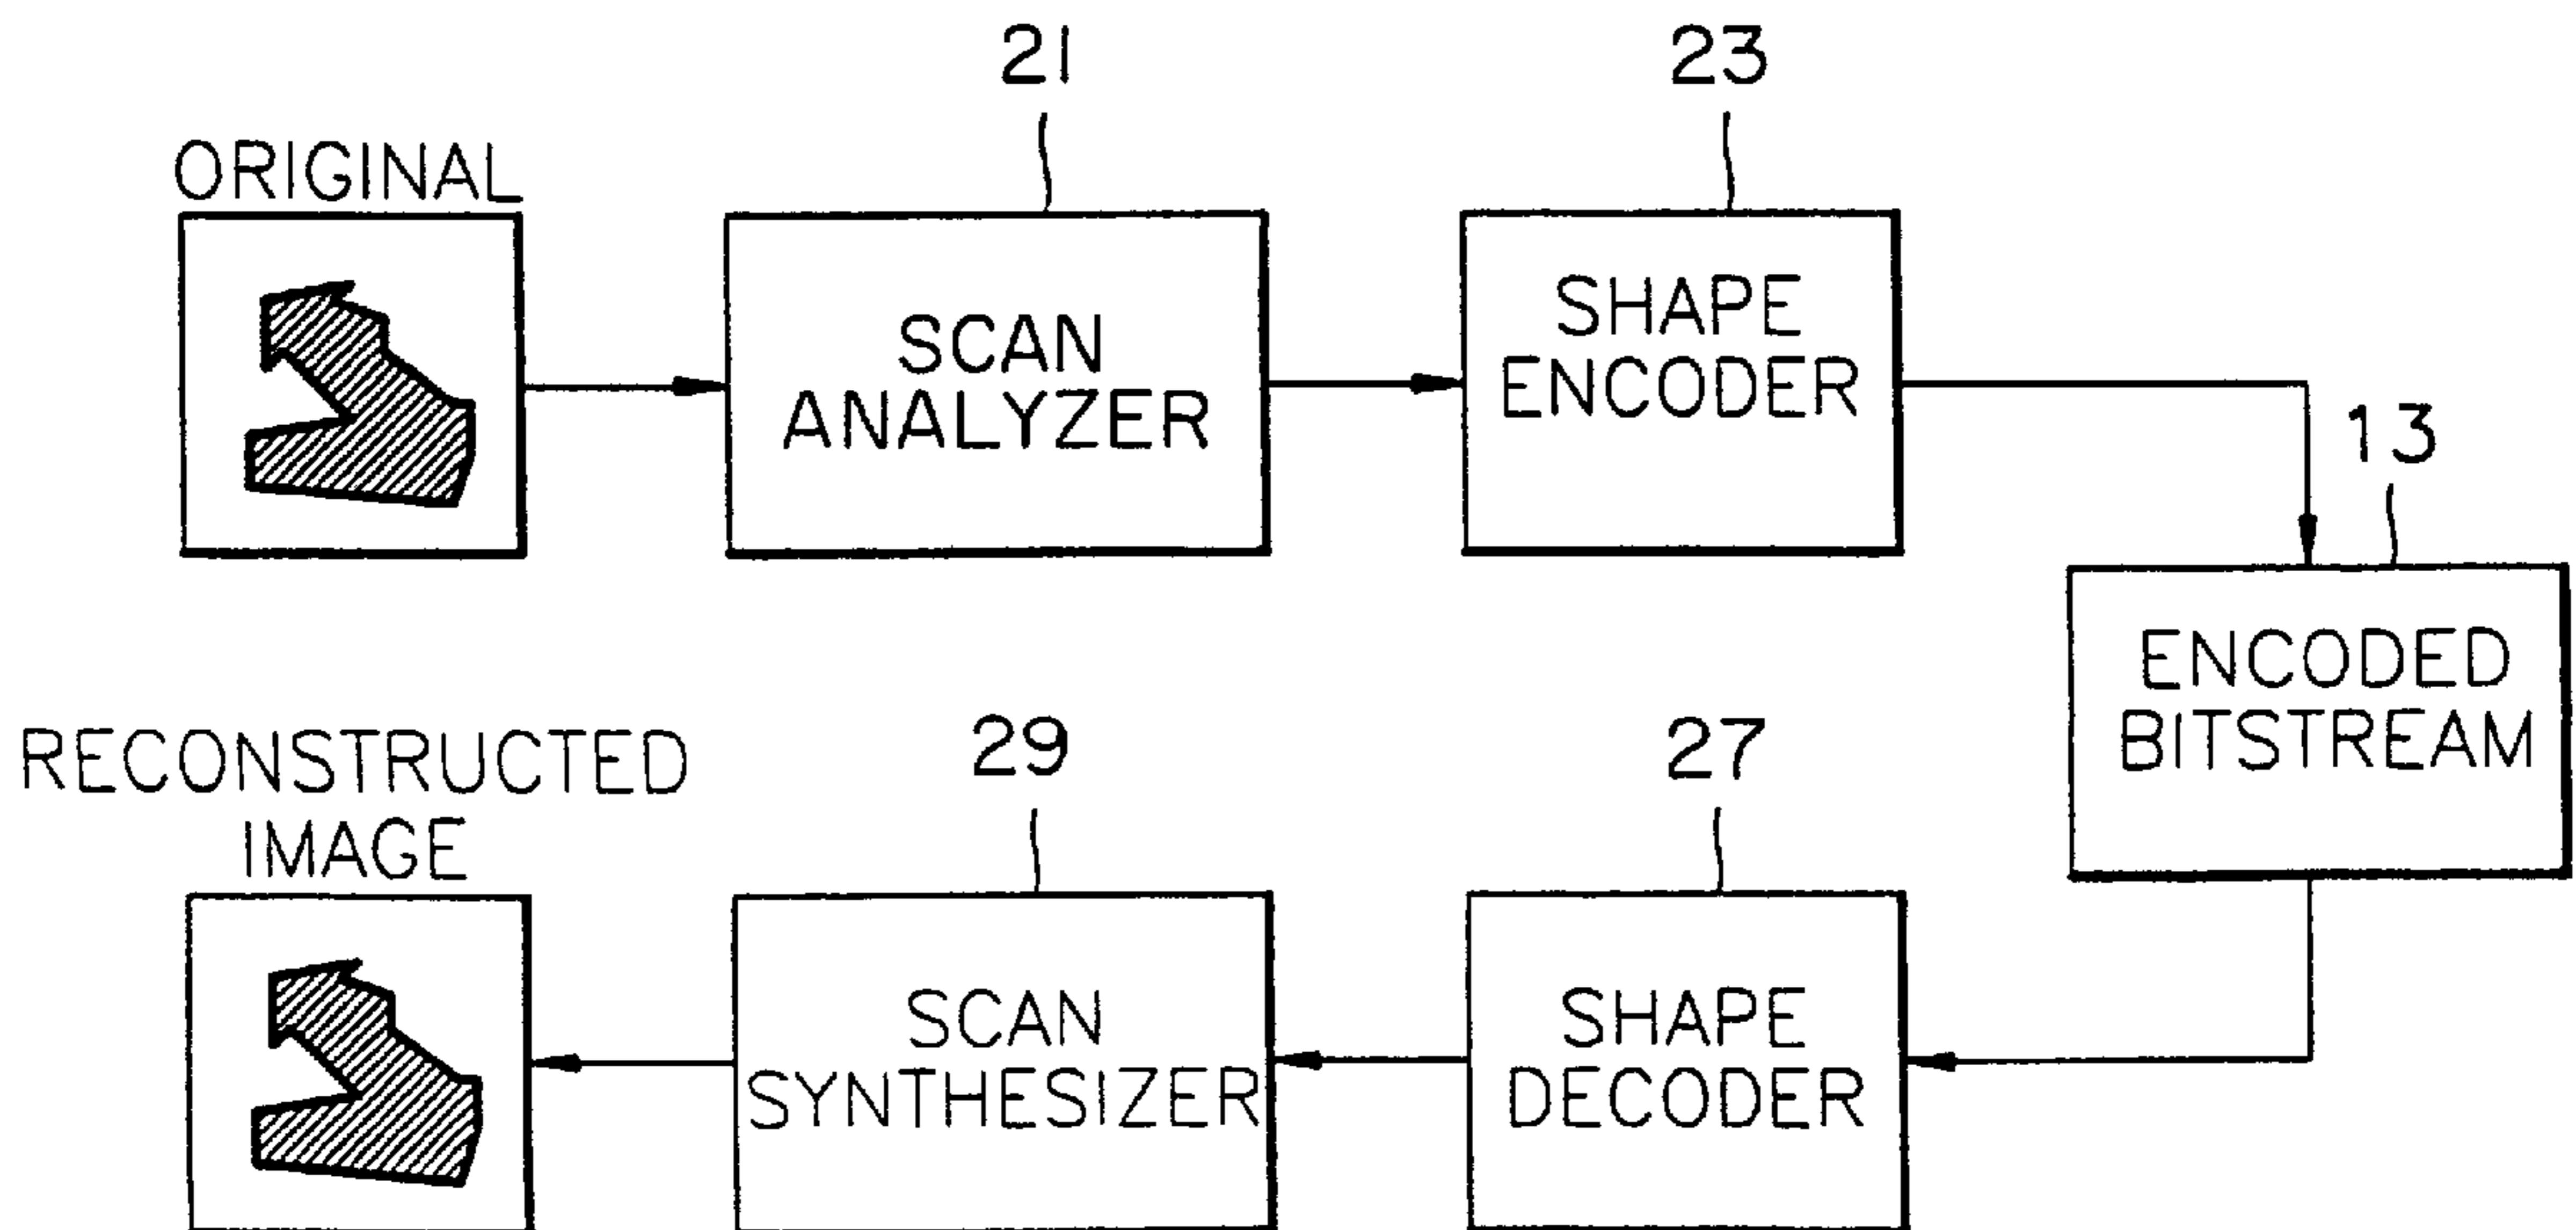 21
23
ORIGINAL
SCAN
ANALYZER
SHAPE
ENCODER
13
ENCODED
BITSTREAM
RECONSTRUCTED
IMAGE
29
27
SCAN
SYNTHESIZER
SHAPE
DECODER